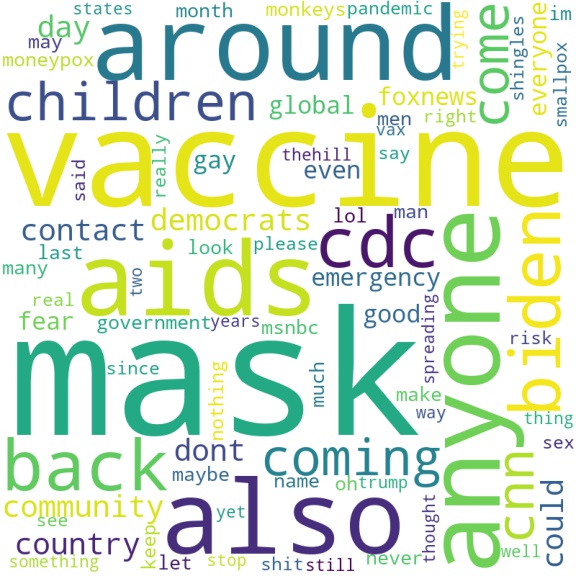 states
month
monkeys
pandemic
im
day
around
trying
come
everyone
shingles
smallpox
may
moneypox
children
global
foxnews
men
right
vax
vaccine
said
really
gay
thehill
even
say
contact
democrats
lol
man
cdc
anyone
biden
last
look
please
many
two
aids
emergency
real
fear
government
years
msnbc
good
spreading
risk
mask
since
nothing
much
make
way
thing
back
dont
coming
cnn
sex
maybe
name
oh
trump
could
community
also
thought
see
keep
yet
never
well
country
something
let
stop
shit
still